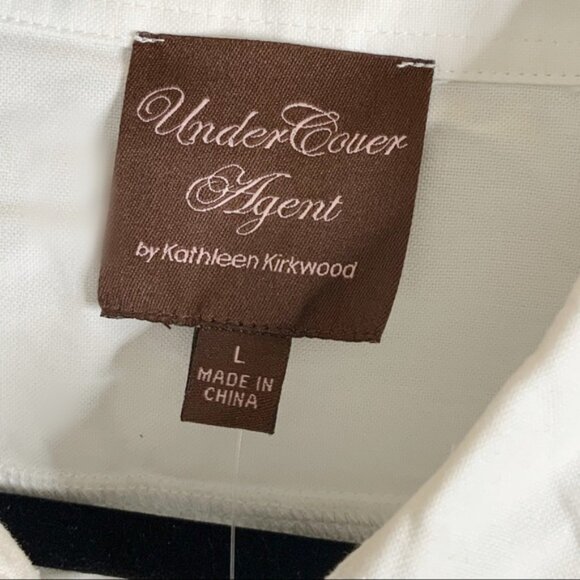 UnderCover
Agent
by Kathleen Kirkwood
L
MADE IN
CHINA